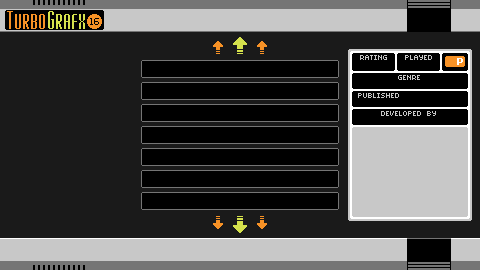 TURBOGRAFX 16
RATING PLAYED P
GENRE
PUBLISHED
DEVELOPED BY